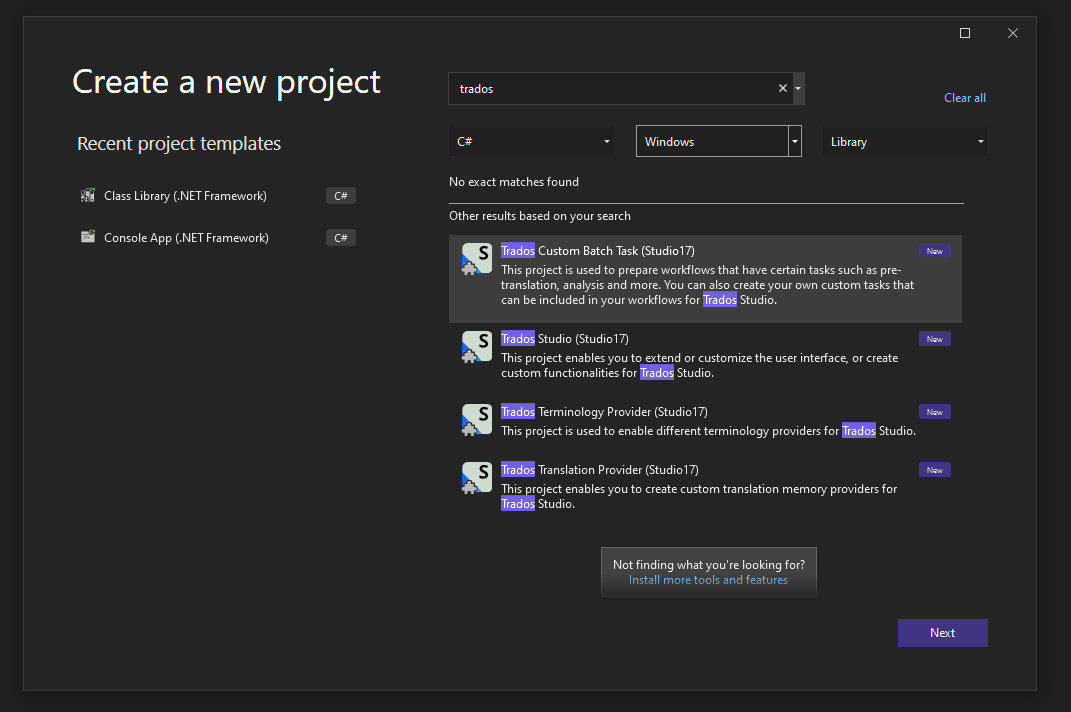 Create a new project
Recent project templates
Class Library (.NET Framework) C#
Console App (.NET Framework) C#
trados
Clear all
C# Windows Library
No exact matches found
Other results based on your search
S
Trados Custom Batch Task (Studio17) New
This project is used to prepare workflows that have certain tasks such as pre-
translation, analysis and more. You can also create your own custom tasks that
can be included in your workflows for Trados Studio.
S
Trados Studio (Studio17) New
This project enables you to extend or customize the user interface, or create
custom functionalities for Trados Studio.
S
Trados Terminology Provider (Studio17) New
This project is used to enable different terminology providers for Trados Studio.
S
Trados Translation Provider (Studio17) New
This project enables you to create custom translation memory providers for
Trados Studio.
Not finding what you're looking for?
Install more tools and features
Next